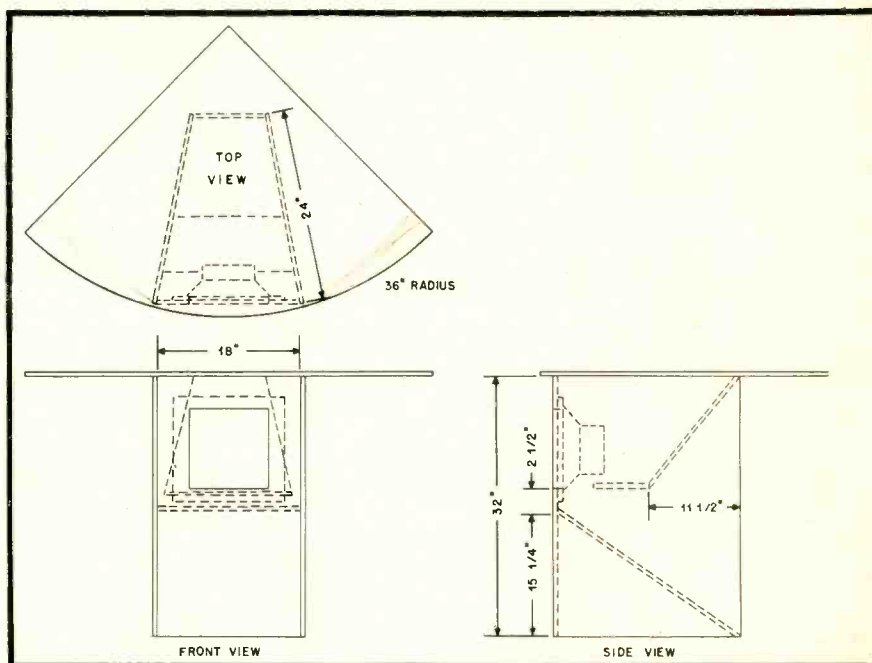 TOP
VIEW
24"
36" RADIUS
18"
2 1/2"
32"
11 1/2"
15 1/4"
FRONT VIEW
SIDE VIEW